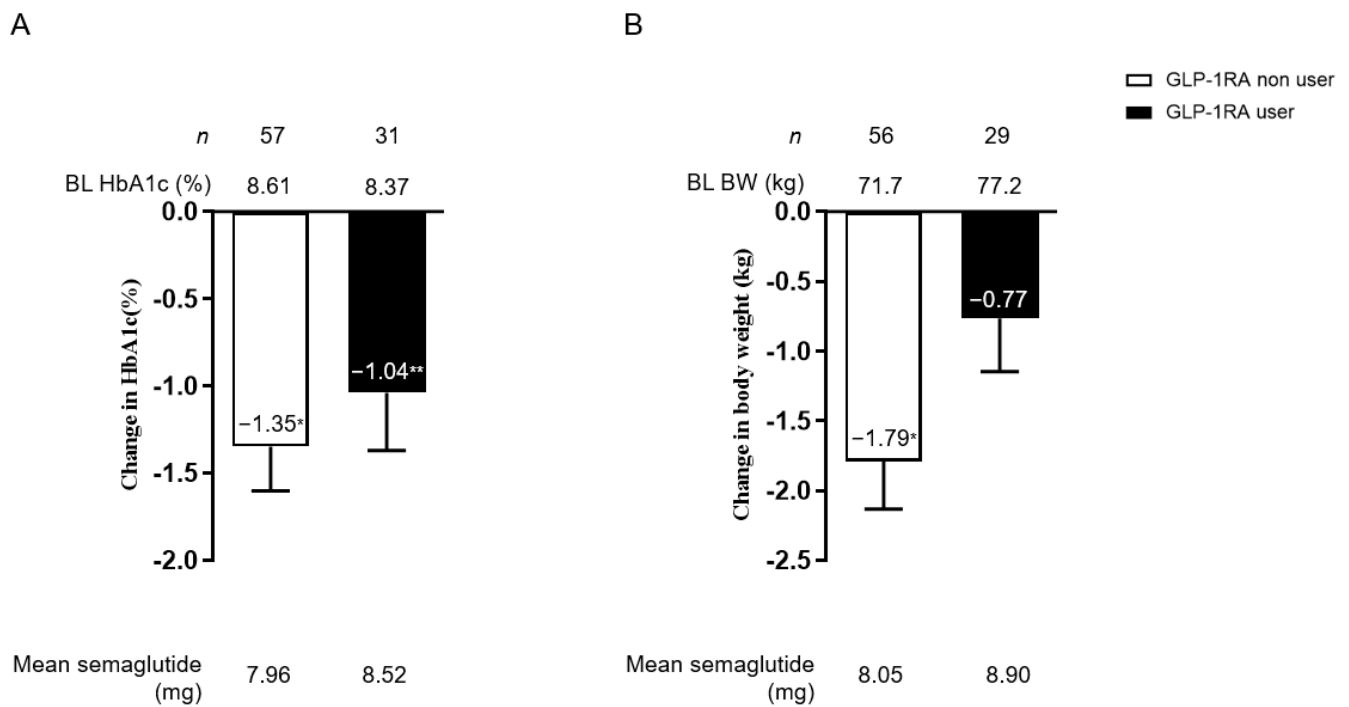 A
B
GLP-1RA non user
GLP-1RA user
n 57 31
BL HbA1c (%) 8.61 8.37
0.0
-0.5
-1.0
-1.5
-2.0
Change in HbA1c(%)
−1.35*
−1.04**
Mean semaglutide
(mg)
7.96 8.52
n 56 29
BL BW (kg) 71.7 77.2
0.0
-0.5
-1.0
-1.5
-2.0
-2.5
Change in body weight (kg)
−1.79*
−0.77
Mean semaglutide
(mg)
8.05 8.90